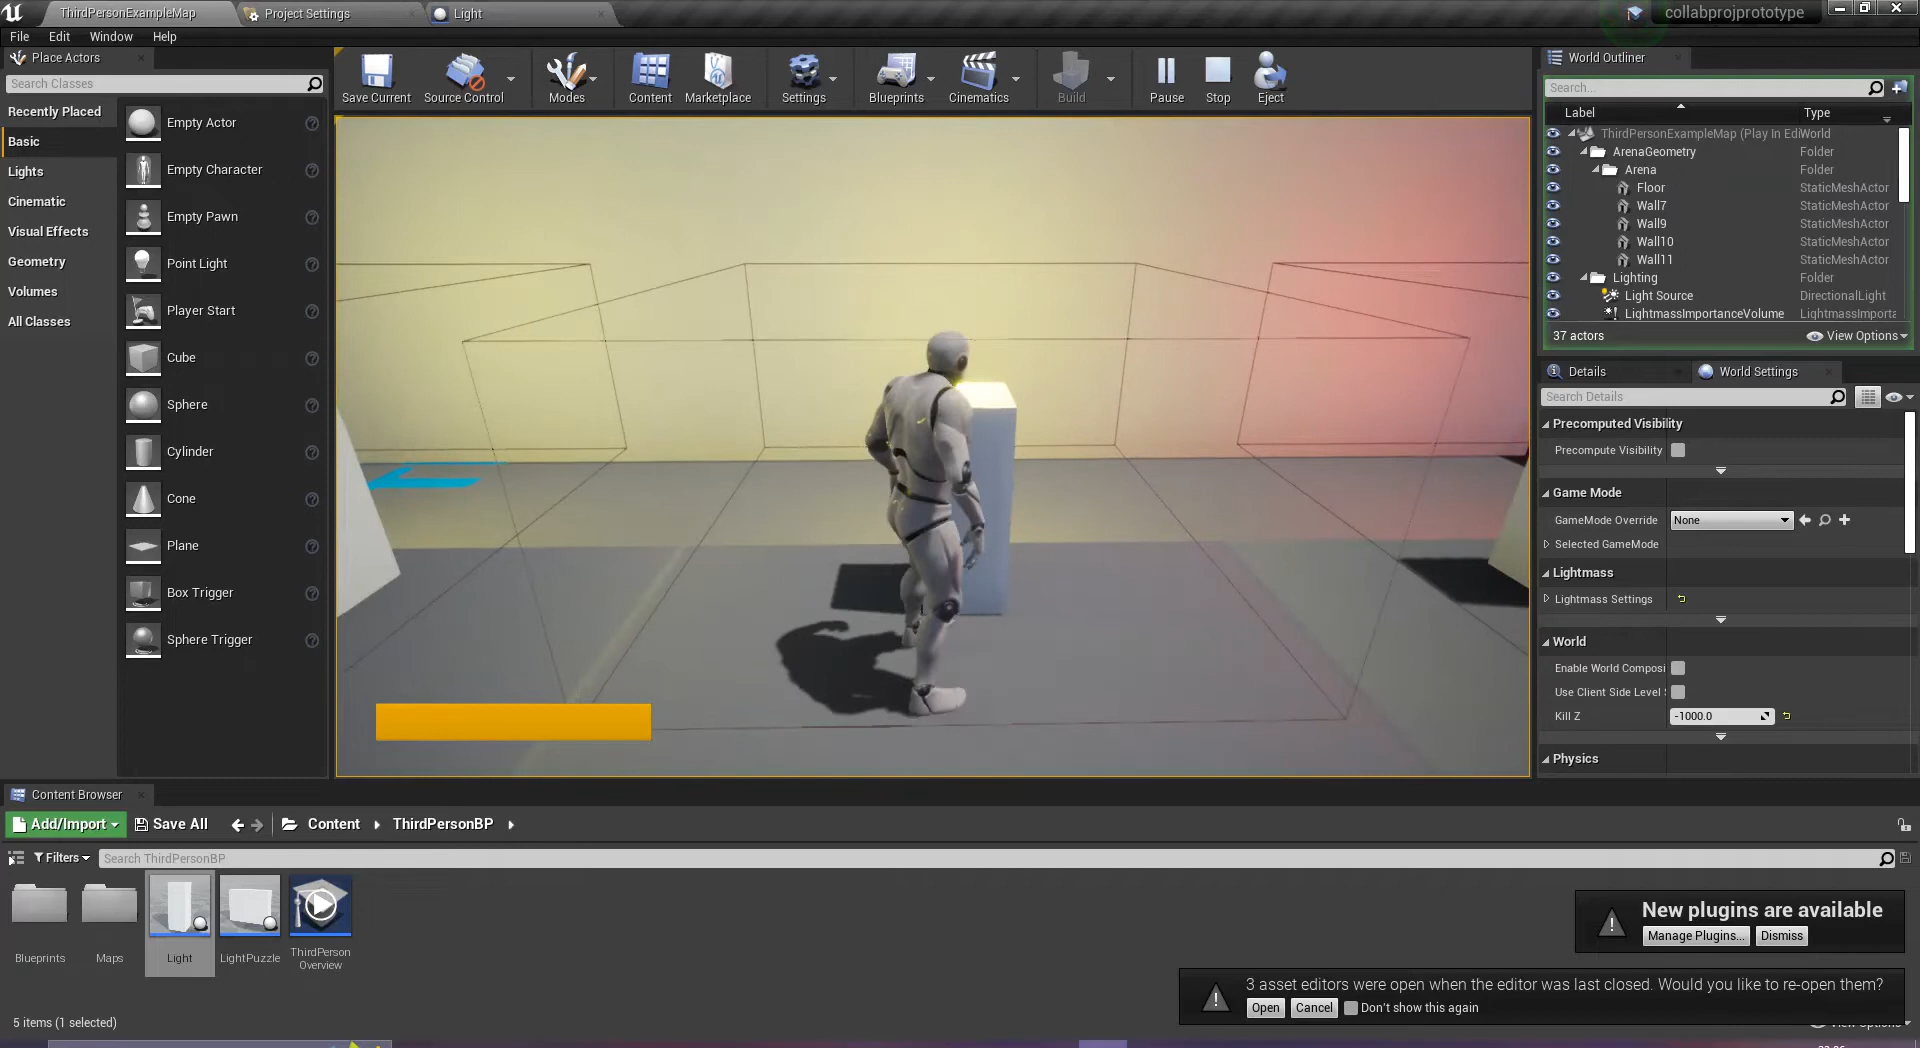 ThirdPersonExampleMap
Project Settings
Light
collabprojprototype
File Edit Window Help
Place Actors
Search Classes
Recently Placed
Basic
Lights
Cinematic
Visual Effects
Geometry
Volumes
All Classes
Empty Actor
Empty Character
Empty Pawn
Point Light
Player Start
Cube
Sphere
Cylinder
Cone
Plane
Box Trigger
Sphere Trigger
Save Current
Source Control
Modes
Content
Marketplace
Settings
Blueprints
Cinematics
Build
Pause
Stop
Eject
World Outliner
Search...
Label Type
ThirdPersonExampleMap (Play In Edi World
ArenaGeometry Folder
Arena Folder
Floor StaticMeshActor
Wall7 StaticMeshActor
Wall9 StaticMeshActor
Wall10 StaticMeshActor
Wall11 StaticMeshActor
Lighting Folder
Light Source DirectionalLight
LightmassImportanceVolume LightmassImporta
37 actors View Options
Details World Settings
Search Details
Precomputed Visibility
Precompute Visibility
Game Mode
GameMode Override None
Selected GameMode
Lightmass
Lightmass Settings
World
Enable World Composi
Use Client Side Level
Kill Z -1000.0
Physics
Content Browser
Add/Import Save All Content ThirdPersonBP
Filters Search ThirdPersonBP
Blueprints
Maps
Light
LightPuzzle
ThirdPerson
Overview
New plugins are available
Manage Plugins... Dismiss
3 asset editors were open when the editor was last closed. Would you like to re-open them?
Open Cancel Don't show this again
5 items (1 selected)